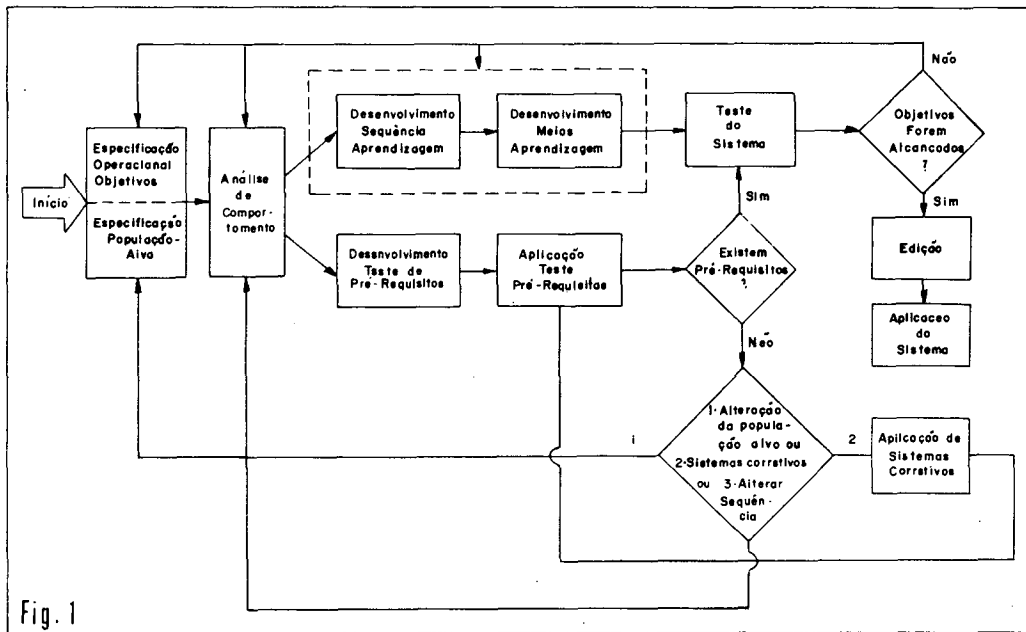 Início
Especificação
Operacional
Objetivos
Especificação
População-
Alvo
Análise
de
Compor-
tamento
Desenvolvimento
Sequência
Aprendizagem
Desenvolvimento
Meios
Aprendizagem
Teste
do
Sistema
Não
Objetivos
Forem
Alcançados
?
Sim
Edição
Aplicaceo
do
Sistema
Desenvolvimento
Teste de
Pré-Requisitos
Aplicação
Teste
Pré-Requisitos
Sim
Existem
Pré-Requisitos
?
Não
1-Alteração
da popula-
ção alvo ou
2-Sistemas corretivos
ou 3-Alterar
Sequên-
cia
1
2
Aplicação de
Sistemas
Corretivos
Fig. 1